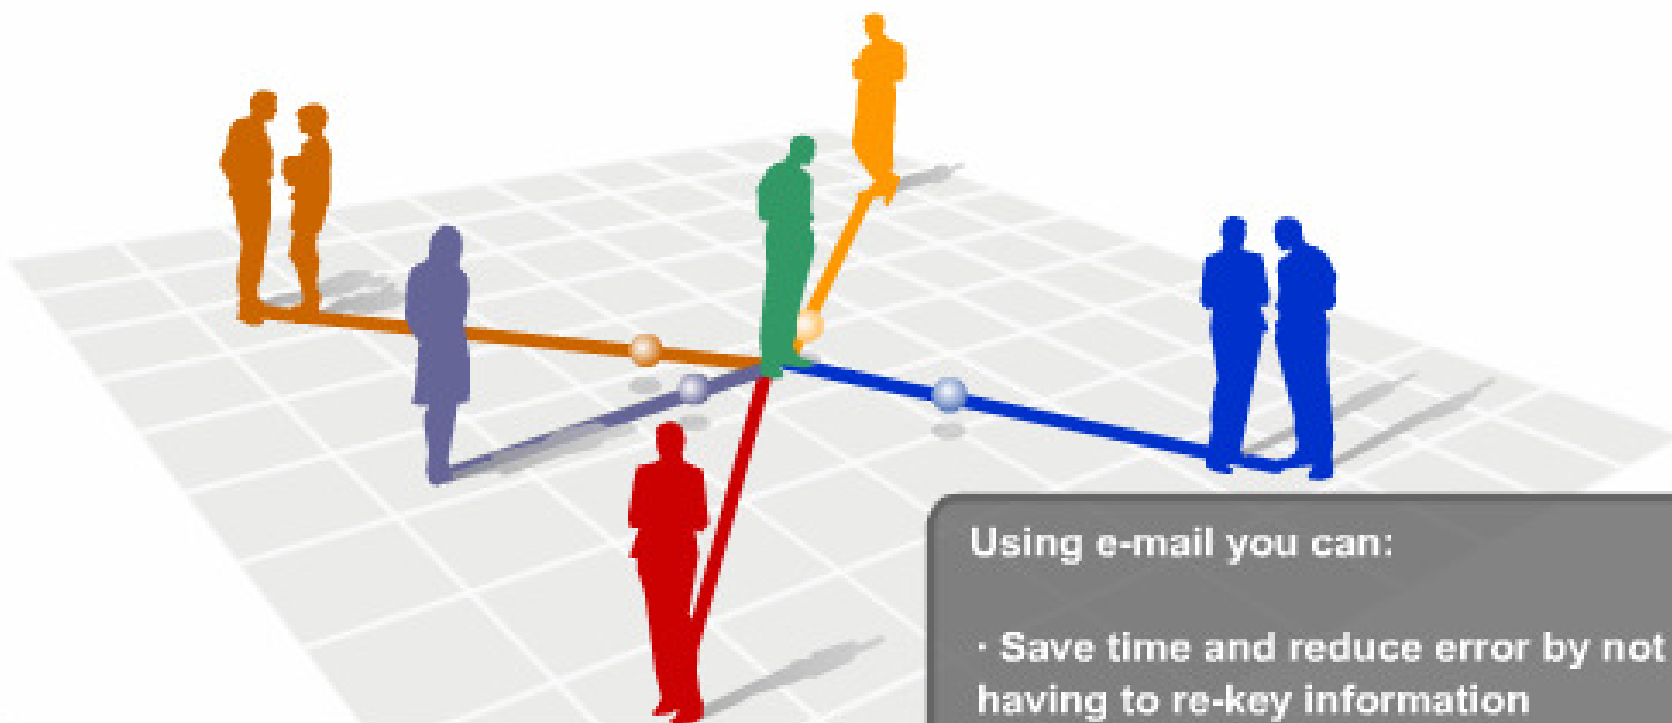 Using e-mail you can:
· Save time and reduce error by not
having to re-key information